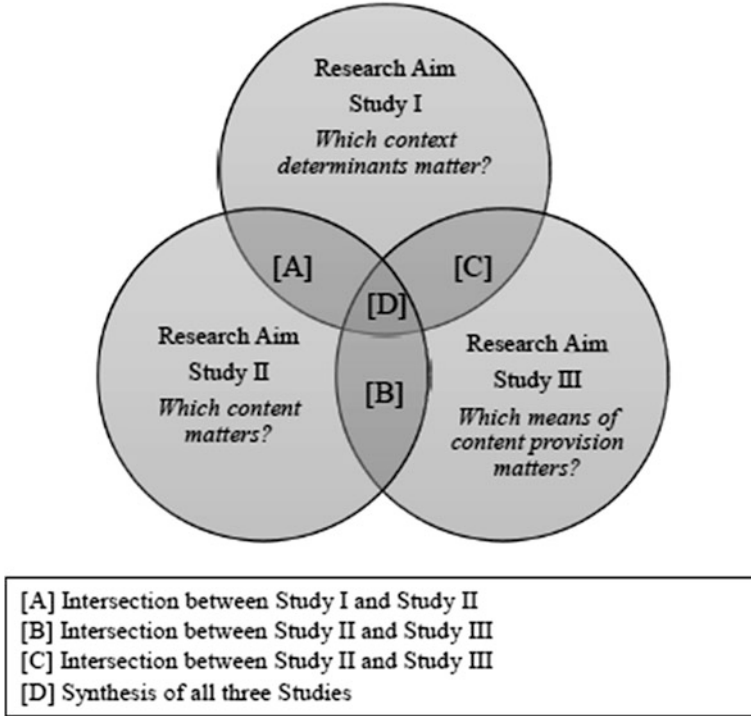 Research Aim
Study I
Which context
determinants matter?
[A]
[C]
[D]
Research Aim
Study II
Which content
matters?
[B]
Research Aim
Study III
Which means of
content provision
matters?
[A] Intersection between Study I and Study II
[B] Intersection between Study II and Study III
[C] Intersection between Study II and Study III
[D] Synthesis of all three Studies